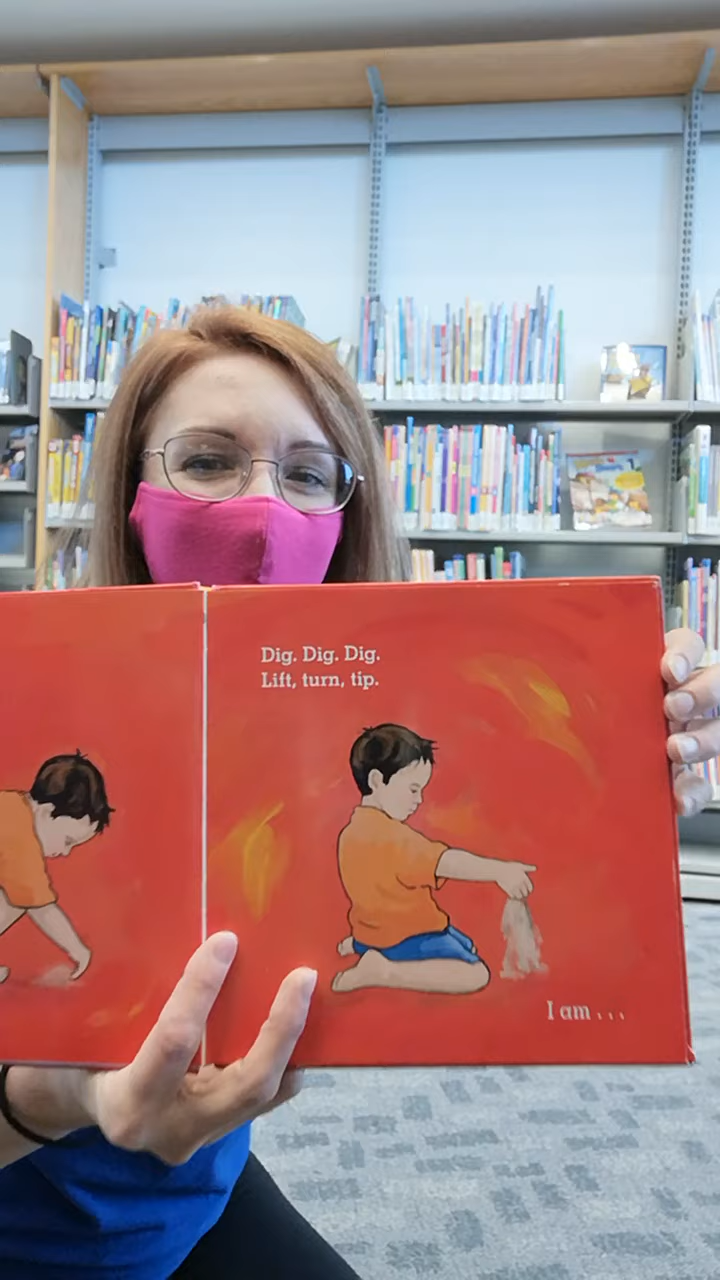 Dig. Dig. Dig.
Lift, turn, tip.
I am . . .